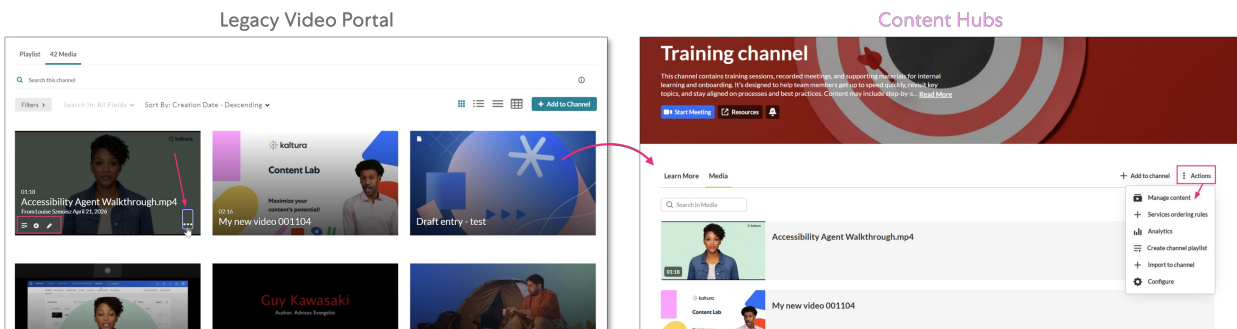 Legacy Video Portal
Content Hubs
Playlist 42 Media
Search this channel
Filters > Search In: All Fields Sort By: Creation Date - Descending
+ Add to Channel
kaltura
01:18
Accessibility Agent Walkthrough.mp4
From Louise Szmoisz April 21, 2026
kaltura
Content Lab
Maximize your
content's potential!
02:16
My new video 001104
Draft entry - test
Guy Kawasaki
Author, Advisor, Evangelist
Training channel
This channel contains training sessions, recorded meetings, and supporting materials for internal
learning and onboarding. It's designed to help team members get up to speed quickly, revisit key
topics, and stay aligned on processes and best practices. Content may include step-by-s... Read More
Start Meeting Resources
Learn More Media
+ Add to channel Actions
Search in Media
Manage content
Services ordering rules
Analytics
Create channel playlist
Import to channel
Configure
kaltura
01:18
Accessibility Agent Walkthrough.mp4
kaltura
Content Lab
My new video 001104